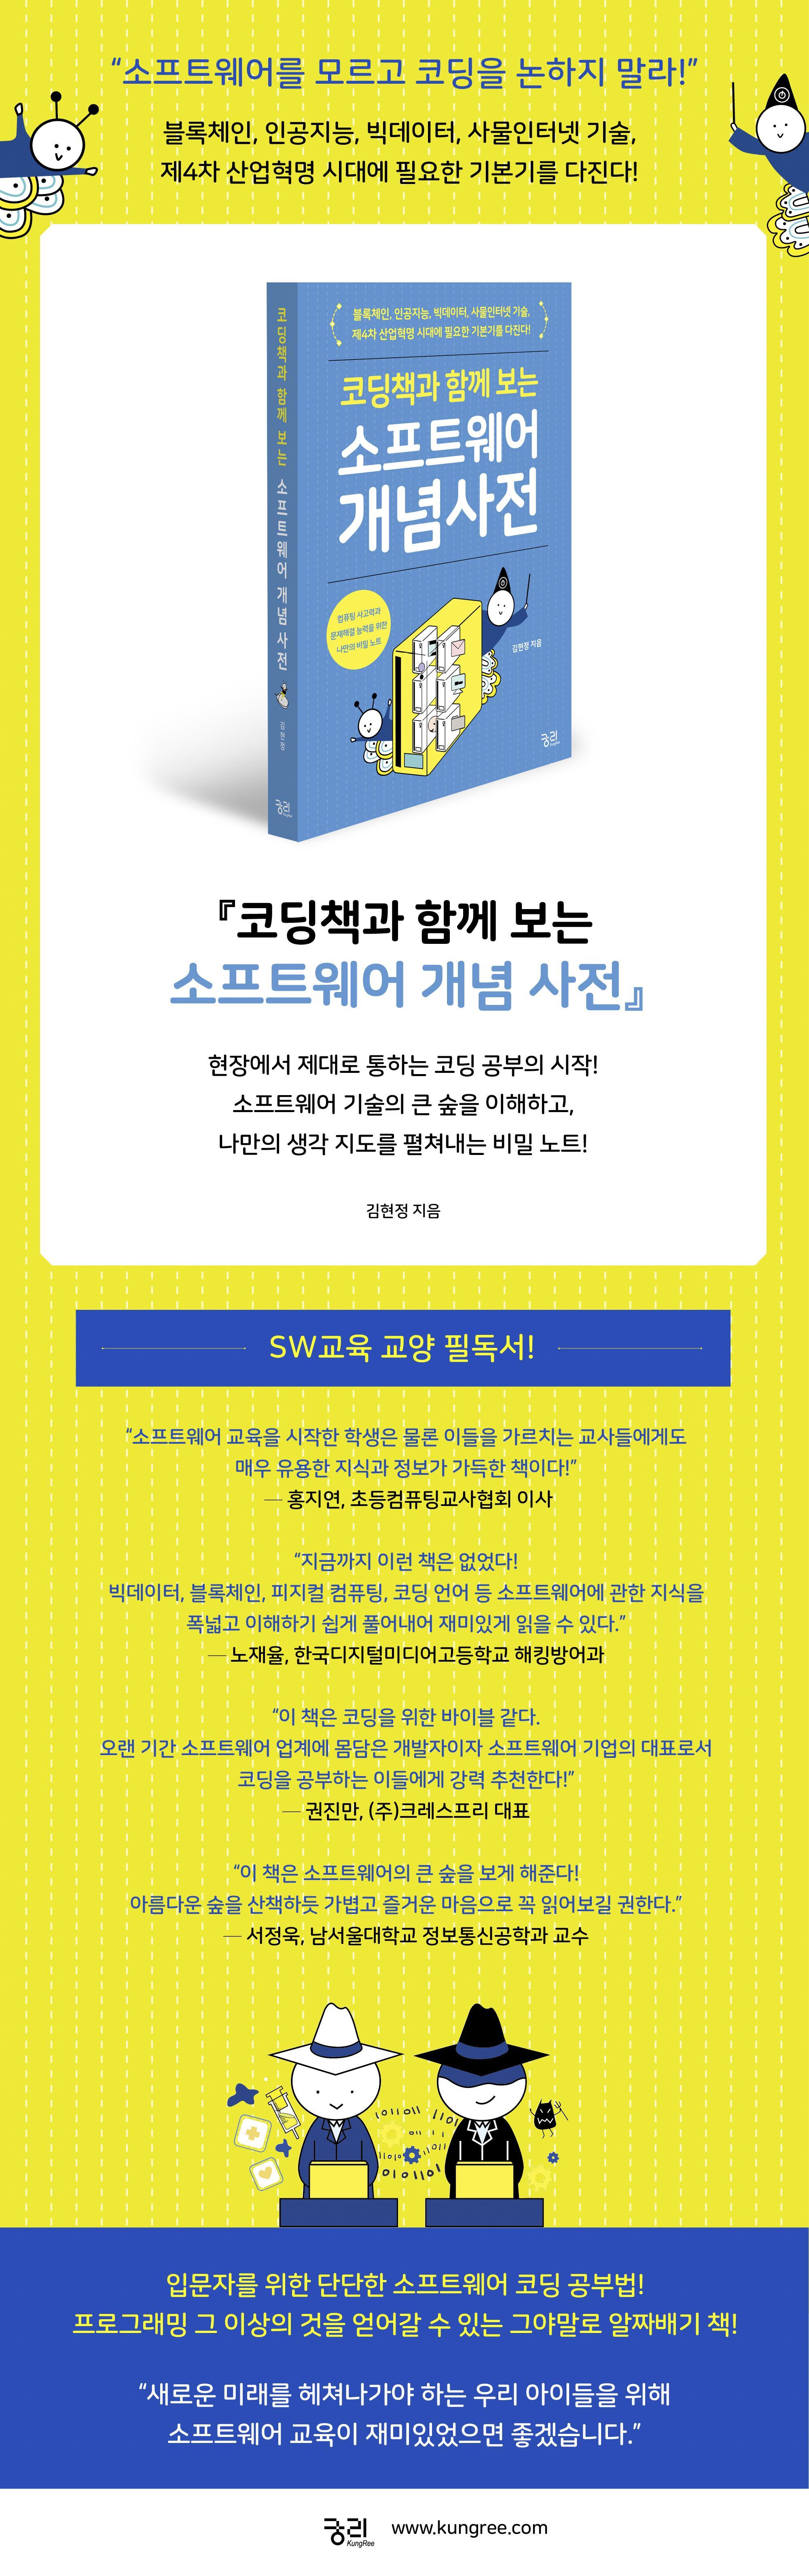 “소프트웨어를 모르고 코딩을 논하지 말라!”
블록체인, 인공지능, 빅데이터, 사물인터넷 기술,
제4차 산업혁명 시대에 필요한 기본기를 다진다!
코딩책과 함께 보는 소프트웨어 개념 사전
김현정
궁리
블록체인, 인공지능, 빅데이터, 사물인터넷 기술,
제4차 산업혁명 시대에 필요한 기본기를 다진다!
코딩책과 함께 보는
소프트웨어
개념사전
컴퓨팅 사고력과
문제해결 능력을 위한
나만의 비밀 노트
김현정 지음
궁리
『코딩책과 함께 보는
소프트웨어 개념 사전』
현장에서 제대로 통하는 코딩 공부의 시작!
소프트웨어 기술의 큰 숲을 이해하고,
나만의 생각 지도를 펼쳐내는 비밀 노트!
김현정 지음
SW교육 교양 필독서!
“소프트웨어 교육을 시작한 학생은 물론 이들을 가르치는 교사들에게도
매우 유용한 지식과 정보가 가득한 책이다!”
— 홍지연, 초등컴퓨팅교사협회 이사
“지금까지 이런 책은 없었다!
빅데이터, 블록체인, 피지컬 컴퓨팅, 코딩 언어 등 소프트웨어에 관한 지식을
폭넓고 이해하기 쉽게 풀어내어 재미있게 읽을 수 있다.”
— 노재율, 한국디지털미디어고등학교 해킹방어과
“이 책은 코딩을 위한 바이블 같다.
오랜 기간 소프트웨어 업계에 몸담은 개발자이자 소프트웨어 기업의 대표로서
코딩을 공부하는 이들에게 강력 추천한다!”
— 권진만, (주)크레스프리 대표
“이 책은 소프트웨어의 큰 숲을 보게 해준다!
아름다운 숲을 산책하듯 가볍고 즐거운 마음으로 꼭 읽어보길 권한다.”
— 서정욱, 남서울대학교 정보통신공학과 교수
입문자를 위한 단단한 소프트웨어 코딩 공부법!
프로그래밍 그 이상의 것을 얻어갈 수 있는 그야말로 알짜배기 책!
“새로운 미래를 헤쳐나가야 하는 우리 아이들을 위해
소프트웨어 교육이 재미있었으면 좋겠습니다.”
궁리 KungRee www.kungree.com